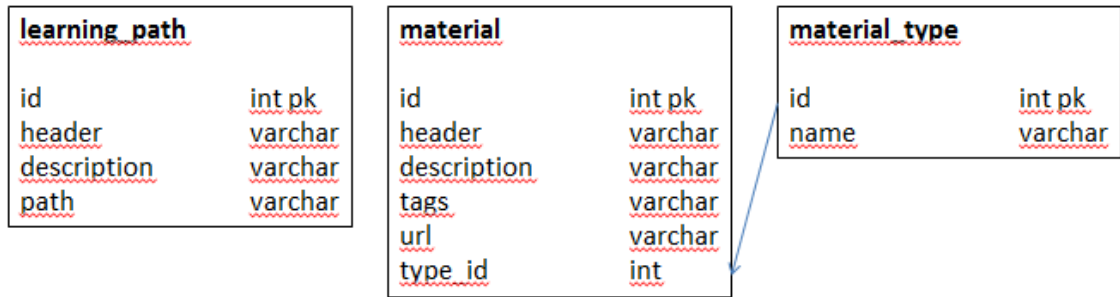 learning_path
id int pk
header varchar
description varchar
path varchar
material
id int pk
header varchar
description varchar
tags varchar
url varchar
type_id int
material_type
id int pk
name varchar